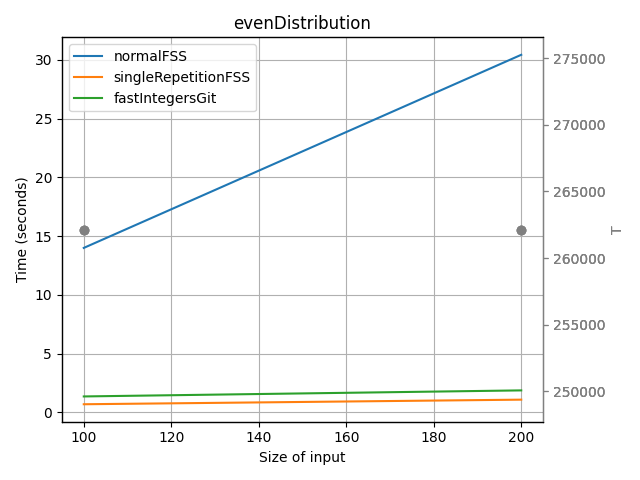 evenDistribution
normalFSS
singleRepetitionFSS
fastIntegersGit
Time (seconds)
30
25
20
15
10
5
0
100
120
140
160
180
200
Size of input
275000
270000
265000
260000
255000
250000
T